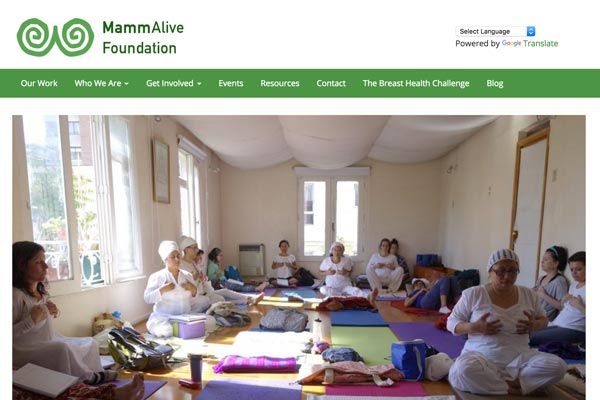 MammAlive
Foundation
Select Language
Powered by Google Translate
Our Work Who We Are Get Involved Events Resources Contact The Breast Health Challenge Blog